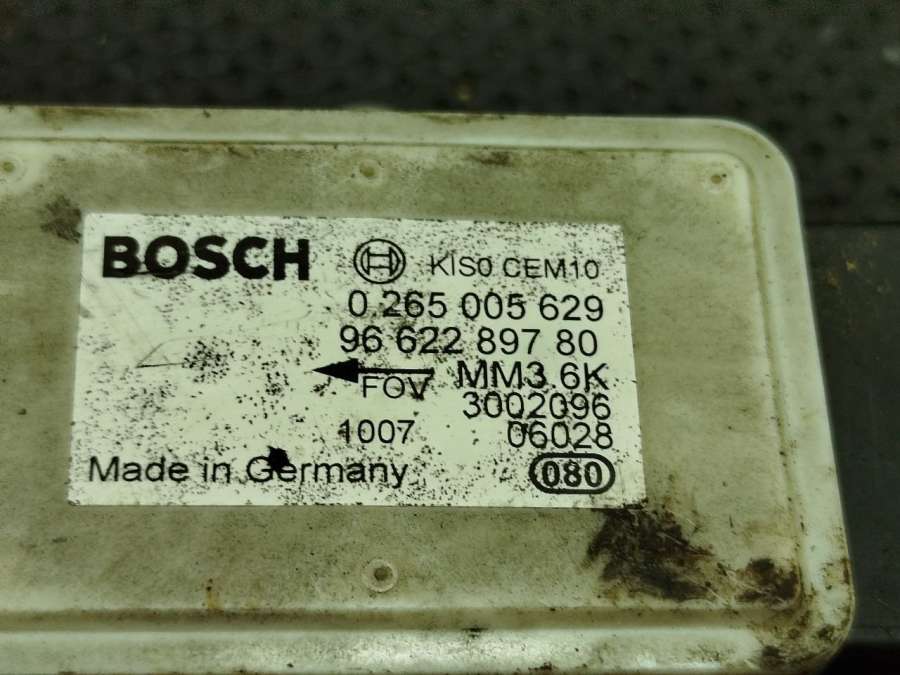 BOSCH KIS0 CEM10
0 265 005 629
96 622 897 80
MM3.6K
FOV
3002096
1007 06028
Made in Germany 080